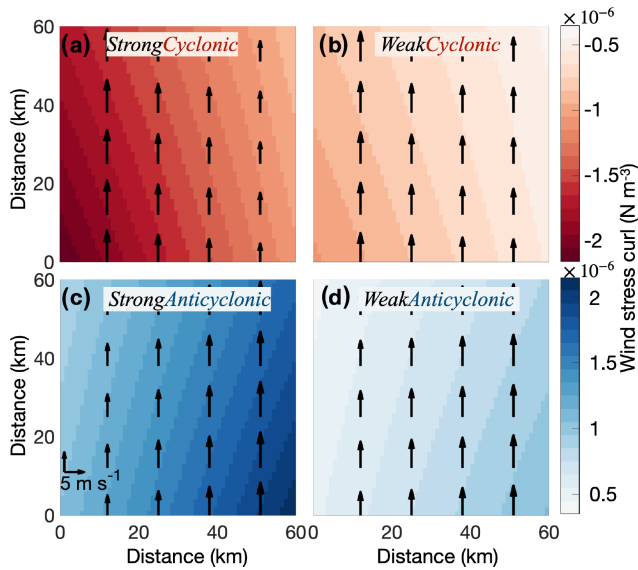 × 10⁻⁶
(a) StrongCyclonic
(b) WeakCyclonic
60
40
20
0
Distance (km)
-0.5
-1
-1.5
-2
Wind stress curl (N m⁻³)
(c) StrongAnticyclonic
(d) WeakAnticyclonic
60
40
20
0
Distance (km)
5 m s⁻¹
× 10⁻⁶
2
1.5
1
0.5
0 20 40 60
0 20 40 60
Distance (km)
Distance (km)